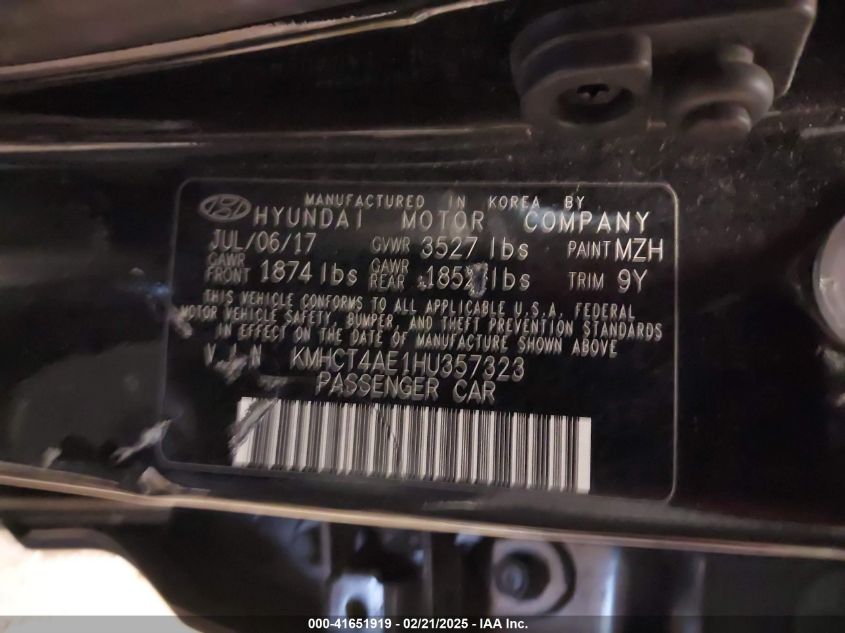 MANUFACTURED IN KOREA BY
HYUNDAI MOTOR COMPANY
JUL/06/17 GVWR 3527 lbs PAINT MZH
GAWR FRONT 1874 lbs GAWR REAR lbs TRIM 9Y
THIS VEHICLE CONFORMS TO ALL APPLICABLE U.S.A. FEDERAL
MOTOR VEHICLE SAFETY, BUMPER, AND THEFT PREVENTION STANDARDS
IN EFFECT ON THE DATE OF MANUFACTURE SHOWN ABOVE
V I N KMHCT4AE1HU357323
PASSENGER CAR
000-41651919 / 02/21/2025 - IAA Inc.